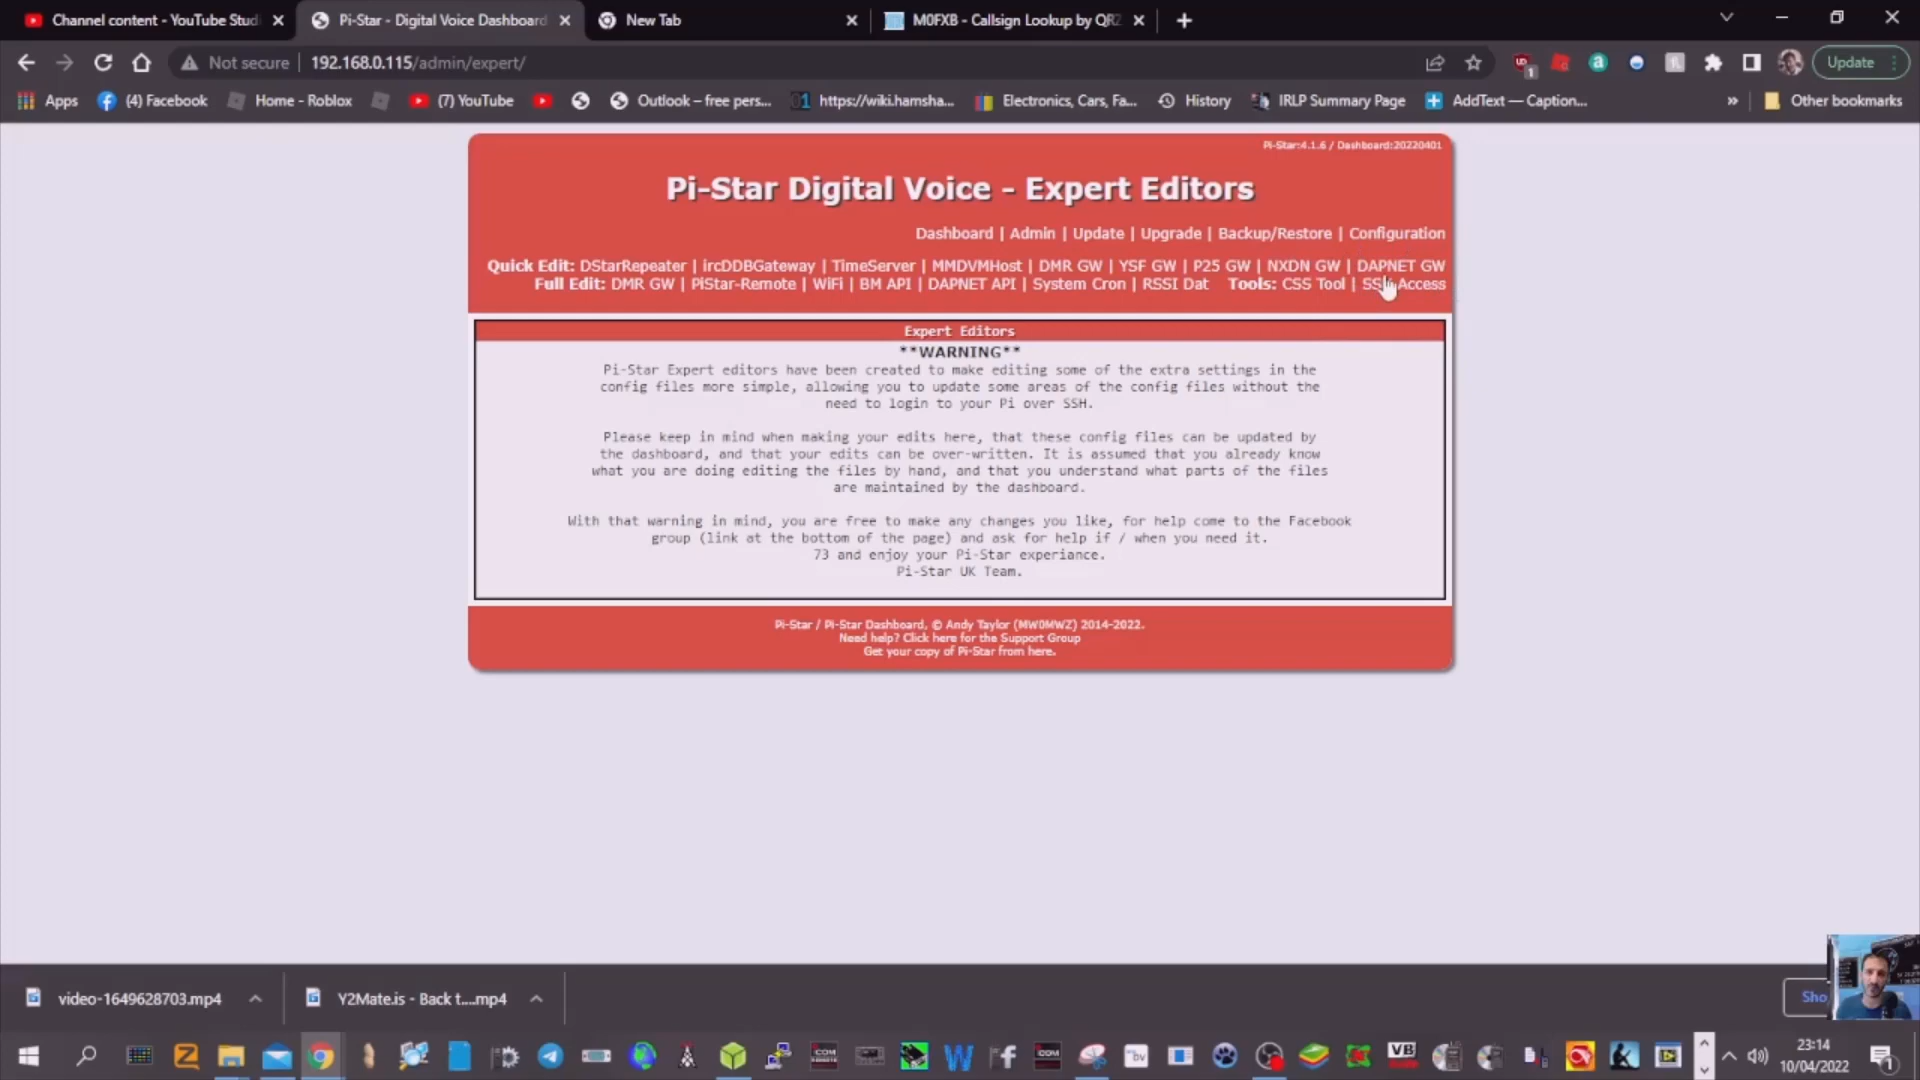 Channel content - YouTube Studi
Pi-Star - Digital Voice Dashboard
New Tab
M0FXB - Callsign Lookup by QRZ
Not secure
192.168.0.115/admin/expert/
Update
Apps
(4) Facebook
Home - Roblox
(7) YouTube
Outlook – free pers...
https://wiki.hamsha...
Electronics, Cars, Fa...
History
IRLP Summary Page
AddText — Caption...
»
Other bookmarks
Pi-Star:4.1.6 / Dashboard:20220401
Pi-Star Digital Voice - Expert Editors
Dashboard | Admin | Update | Upgrade | Backup/Restore | Configuration
Quick Edit: DStarRepeater | ircDDBGateway | TimeServer | MMDVMHost | DMR GW | YSF GW | P25 GW | NXDN GW | DAPNET GW
Full Edit: DMR GW | PiStar-Remote | WiFi | BM API | DAPNET API | System Cron | RSSI Dat Tools: CSS Tool | SSH Access
Expert Editors
**WARNING**
Pi-Star Expert editors have been created to make editing some of the extra settings in the
config files more simple, allowing you to update some areas of the config files without the
need to login to your Pi over SSH.
Please keep in mind when making your edits here, that these config files can be updated by
the dashboard, and that your edits can be over-written. It is assumed that you already know
what you are doing editing the files by hand, and that you understand what parts of the files
are maintained by the dashboard.
With that warning in mind, you are free to make any changes you like, for help come to the Facebook
group (link at the bottom of the page) and ask for help if / when you need it.
73 and enjoy your Pi-Star experiance.
Pi-Star UK Team.
Pi-Star / Pi-Star Dashboard, © Andy Taylor (MW0MWZ) 2014-2022.
Need help? Click here for the Support Group
Get your copy of Pi-Star from here.
video-1649628703.mp4
Y2Mate.is - Back t....mp4
Sho
23:14
10/04/2022